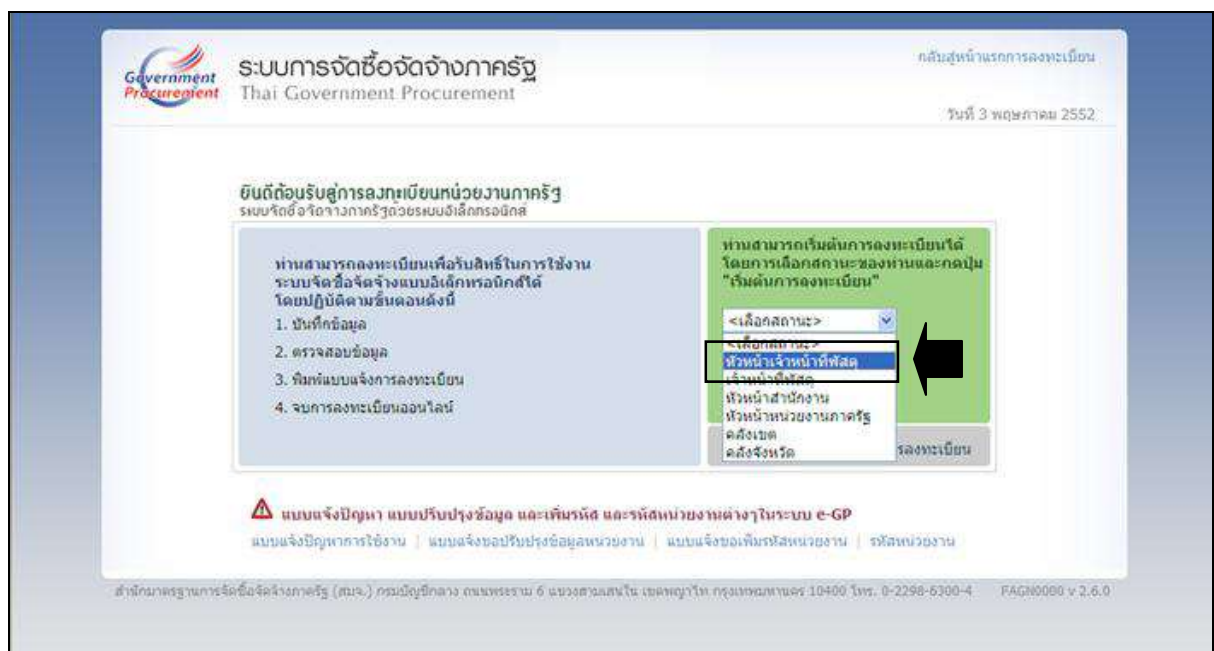 Government
Procurement
ระบบการจัดซื้อจัดจ้างภาครัฐ
Thai Government Procurement
กลับสู่หน้าแรกการลงทะเบียน
วันที่ 3 พฤษภาคม 2552
ยินดีต้อนรับสู่การลงทะเบียนหน่วยงานภาครัฐ
ระบบจัดซื้อจัดจ้างภาครัฐด้วยระบบอิเล็กทรอนิกส์
ท่านสามารถลงทะเบียนเพื่อรับสิทธิ์ในการใช้งาน
ระบบจัดซื้อจัดจ้างแบบอิเล็กทรอนิกส์ได้
โดยปฏิบัติตามขั้นตอนดังนี้
1. บันทึกข้อมูล
2. ตรวจสอบข้อมูล
3. พิมพ์แบบแจ้งการลงทะเบียน
4. จบการลงทะเบียนออนไลน์
ท่านสามารถเริ่มต้นการลงทะเบียนได้
โดยการเลือกสถานะของท่านและกดปุ่ม
"เริ่มต้นการลงทะเบียน"
<เลือกสถานะ>
<เลือกสถานะ>
หัวหน้าเจ้าหน้าที่พัสดุ
เจ้าหน้าที่พัสดุ
หัวหน้าสำนักงาน
หัวหน้าหน่วยงานภาครัฐ
คลังเขต
คลังจังหวัด
รลงทะเบียน
แบบแจ้งปัญหา แบบปรับปรุงข้อมูล และเพิ่มรหัส และรหัสหน่วยงานต่างๆในระบบ e-GP
แบบแจ้งปัญหาการใช้งาน | แบบแจ้งขอปรับปรุงข้อมูลหน่วยงาน | แบบแจ้งขอเพิ่มรหัสหน่วยงาน | รหัสหน่วยงาน
สำนักมาตรฐานการจัดซื้อจัดจ้างภาครัฐ (สมจ.) กรมบัญชีกลาง ถนนพระราม 6 แขวงสามเสนใน เขตพญาไท กรุงเทพมหานคร 10400 โทร. 0-2298-6300-4 FAGN0080 v 2.6.0